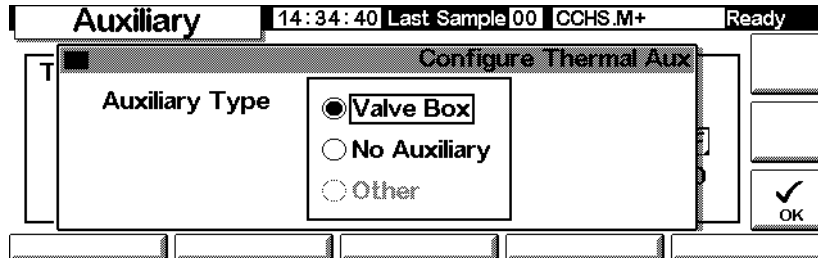 Auxiliary 14:34:40 Last Sample 00 CCHS.M+ Ready
Configure Thermal Aux
Auxiliary Type
Valve Box
No Auxiliary
Other
OK